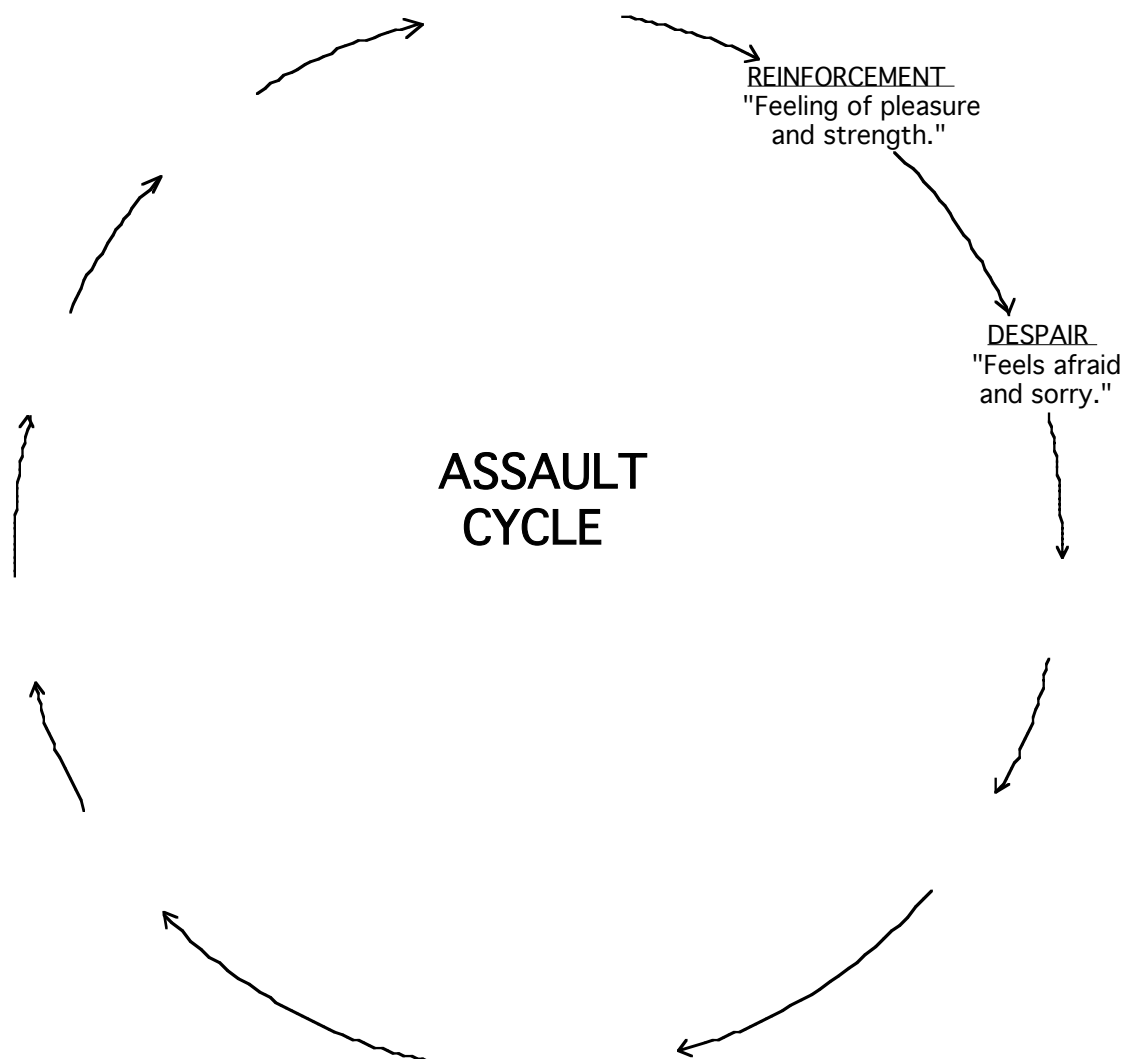 REINFORCEMENT
"Feeling of pleasure
and strength."
DESPAIR
"Feels afraid
and sorry."
ASSAULT
CYCLE